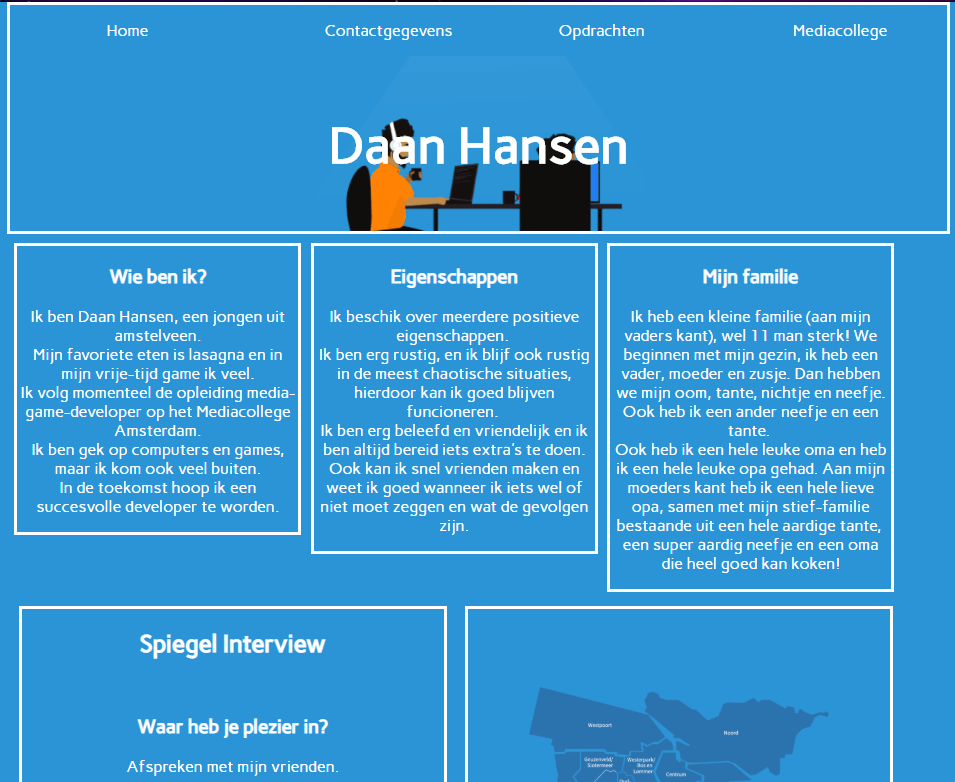 Home Contactgegevens Opdrachten Mediacollege
Daan Hansen
Wie ben ik?
Ik ben Daan Hansen, een jongen uit
amstelveen.
Mijn favoriete eten is lasagna en in
mijn vrije-tijd game ik veel.
Ik volg momenteel de opleiding media-
game-developer op het Mediacollege
Amsterdam.
Ik ben gek op computers en games,
maar ik kom ook veel buiten.
In de toekomst hoop ik een
succesvolle developer te worden.
Eigenschappen
Ik beschik over meerdere positieve
eigenschappen.
Ik ben erg rustig, en ik blijf ook rustig
in de meest chaotische situaties,
hierdoor kan ik goed blijven
funcioneren.
Ik ben erg beleefd en vriendelijk en ik
ben altijd bereid iets extra's te doen.
Ook kan ik snel vrienden maken en
weet ik goed wanneer ik iets wel of
niet moet zeggen en wat de gevolgen
zijn.
Mijn familie
Ik heb een kleine familie (aan mijn
vaders kant), wel 11 man sterk! We
beginnen met mijn gezin, ik heb een
vader, moeder en zusje. Dan hebben
we mijn oom, tante, nichtje en neefje.
Ook heb ik een ander neefje en een
tante.
Ook heb ik een hele leuke oma en heb
ik een hele leuke opa gehad. Aan mijn
moeders kant heb ik een hele lieve
opa, samen met mijn stief-familie
bestaande uit een hele aardige tante,
een super aardig neefje en een oma
die heel goed kan koken!
Spiegel Interview
Waar heb je plezier in?
Afspreken met mijn vrienden.
Westpoort
Noord
Geuzenveld/
Slotermeer
Westerpark/
Bos en
Lommer
Centrum